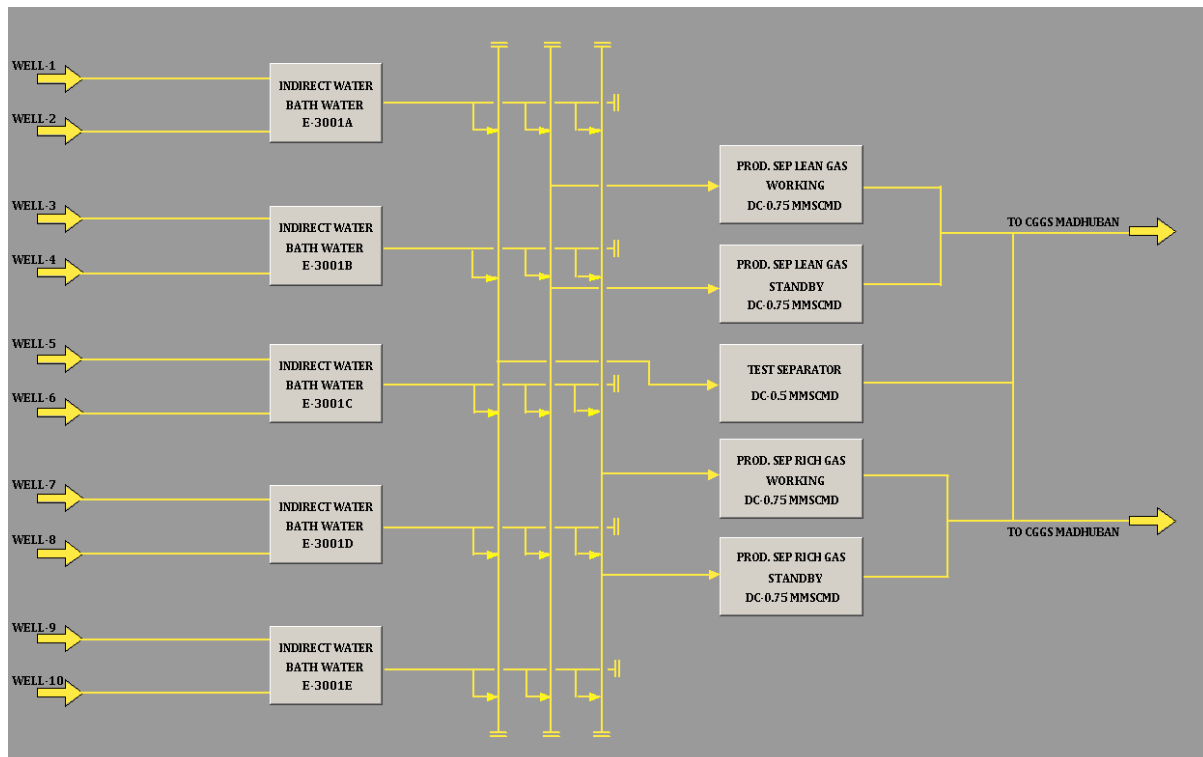 WELL-1
WELL-2
INDIRECT WATER
BATH WATER
E-3001A
WELL-3
WELL-4
INDIRECT WATER
BATH WATER
E-3001B
WELL-5
WELL-6
INDIRECT WATER
BATH WATER
E-3001C
WELL-7
WELL-8
INDIRECT WATER
BATH WATER
E-3001D
WELL-9
WELL-10
INDIRECT WATER
BATH WATER
E-3001E
PROD. SEP LEAN GAS
WORKING
DC-0.75 MMSCMD
PROD. SEP LEAN GAS
STANDBY
DC-0.75 MMSCMD
TEST SEPARATOR
DC-0.5 MMSCMD
PROD. SEP RICH GAS
WORKING
DC-0.75 MMSCMD
PROD. SEP RICH GAS
STANDBY
DC-0.75 MMSCMD
TO CGGS MADHUBAN
TO CGGS MADHUBAN